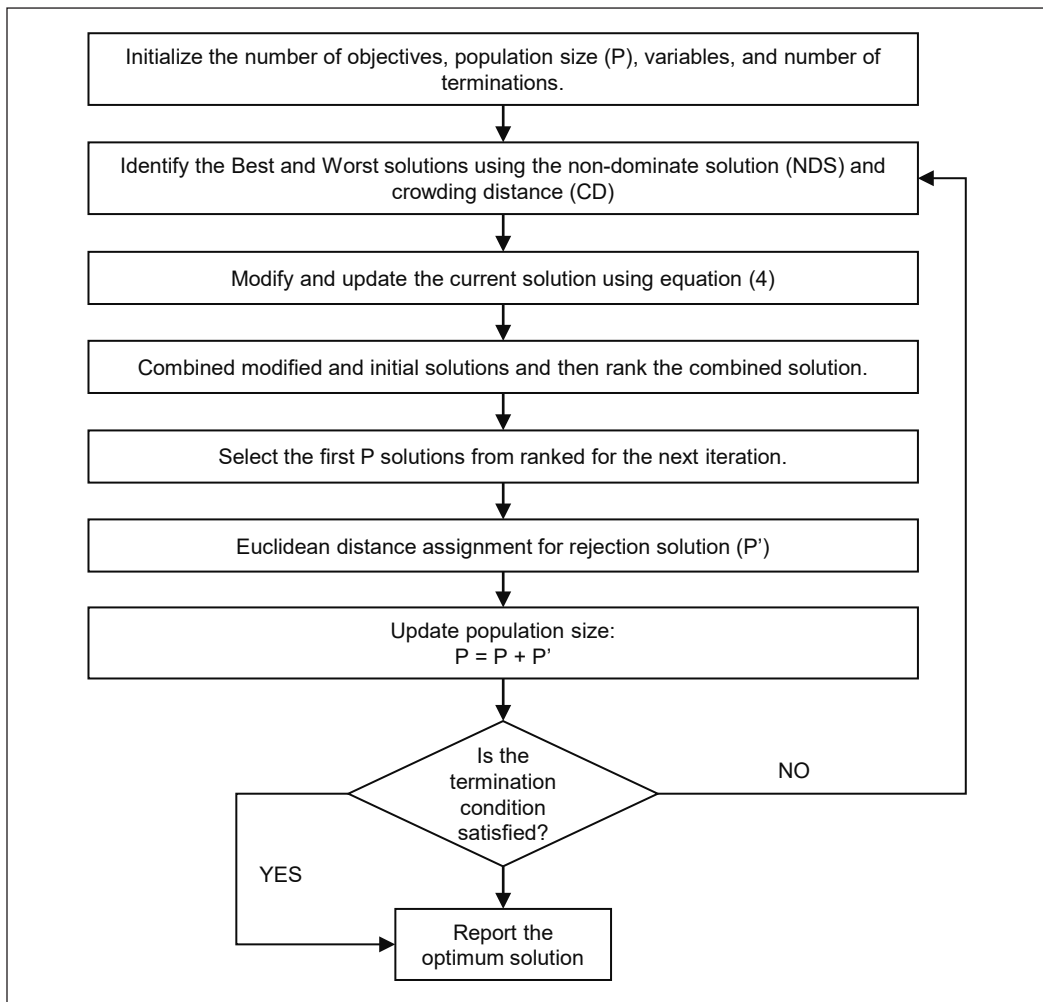 Initialize the number of objectives, population size (P), variables, and number of
terminations.
Identify the Best and Worst solutions using the non-dominate solution (NDS) and
crowding distance (CD)
Modify and update the current solution using equation (4)
Combined modified and initial solutions and then rank the combined solution.
Select the first P solutions from ranked for the next iteration.
Euclidean distance assignment for rejection solution (P’)
Update population size:
P = P + P’
Is the
termination
condition
satisfied?
NO
YES
Report the
optimum solution